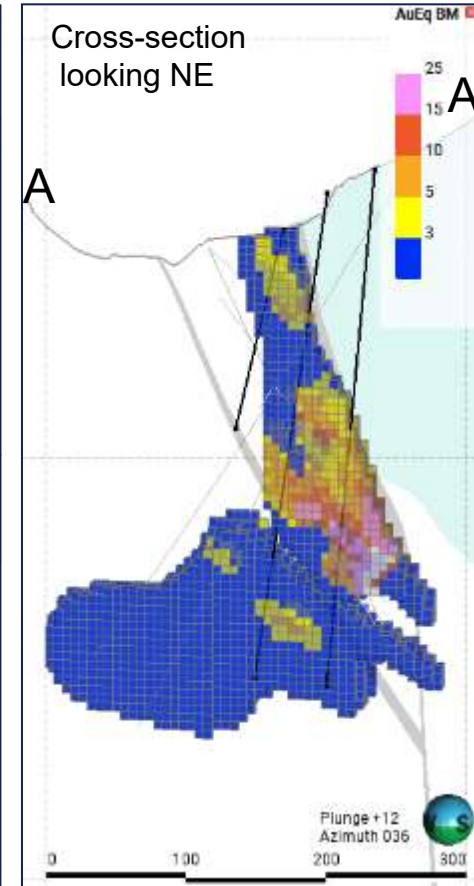 AuEq BM
Cross-section
looking NE
25
15
10
5
3
A
A
Plunge +12
Azimuth 036
0
100
200
300